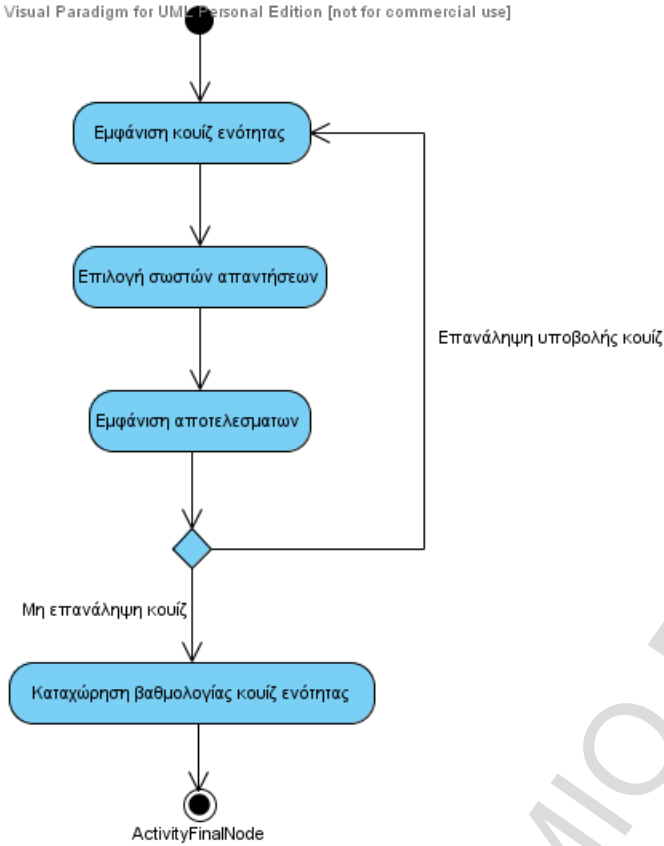 Visual Paradigm for UML Personal Edition [not for commercial use]
Εμφάνιση κουίζ ενότητας
Επιλογή σωστών απαντήσεων
Επανάληψη υποβολής κουίζ
Εμφάνιση αποτελεσματων
Μη επανάληψη κουίζ
Καταχώρηση βαθμολογίας κουίζ ενότητας
ActivityFinalNode